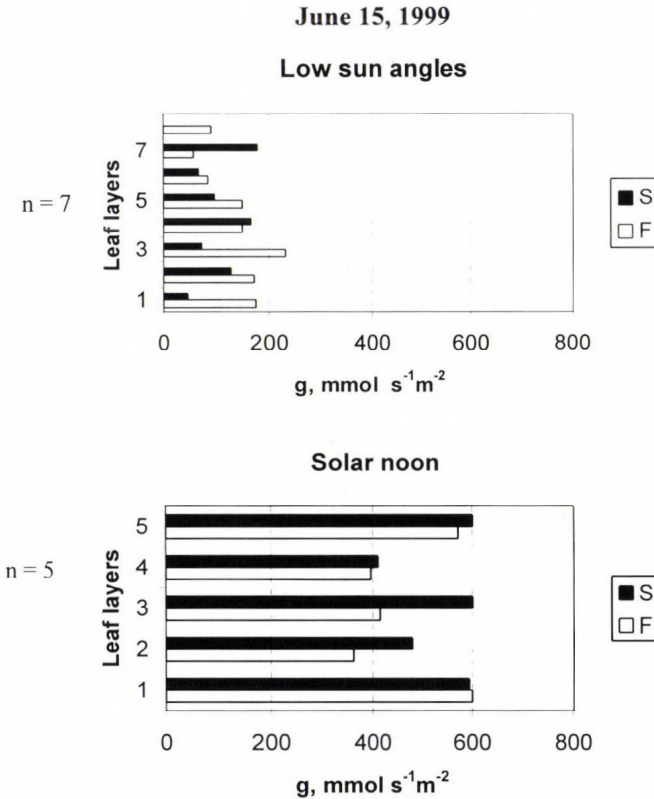 June 15, 1999
Low sun angles
n = 7
Leaf layers
7
5
3
1
0 200 400 600 800
g, mmol s⁻¹m⁻²
S
F
Solar noon
n = 5
Leaf layers
5
4
3
2
1
0 200 400 600 800
g, mmol s⁻¹m⁻²
S
F